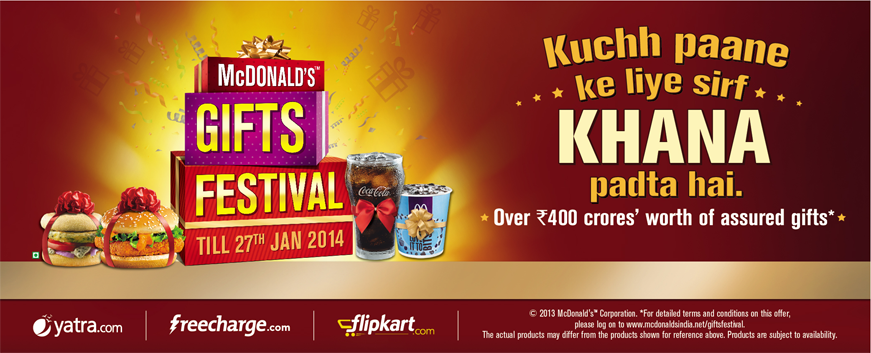 McDONALD'S™
GIFTS
FESTIVAL
TILL 27TH JAN 2014
Coca-Cola
Kuchh paane
ke liye sirf
KHANA
padta hai.
Over ₹400 crores' worth of assured gifts*
yatra.com
freecharge.com
flipkart.com
© 2013 McDonald's™ Corporation. *For detailed terms and conditions on this offer,
please log on to www.mcdonaldsindia.net/giftsfestival.
The actual products may differ from the products shown for reference above. Products are subject to availability.